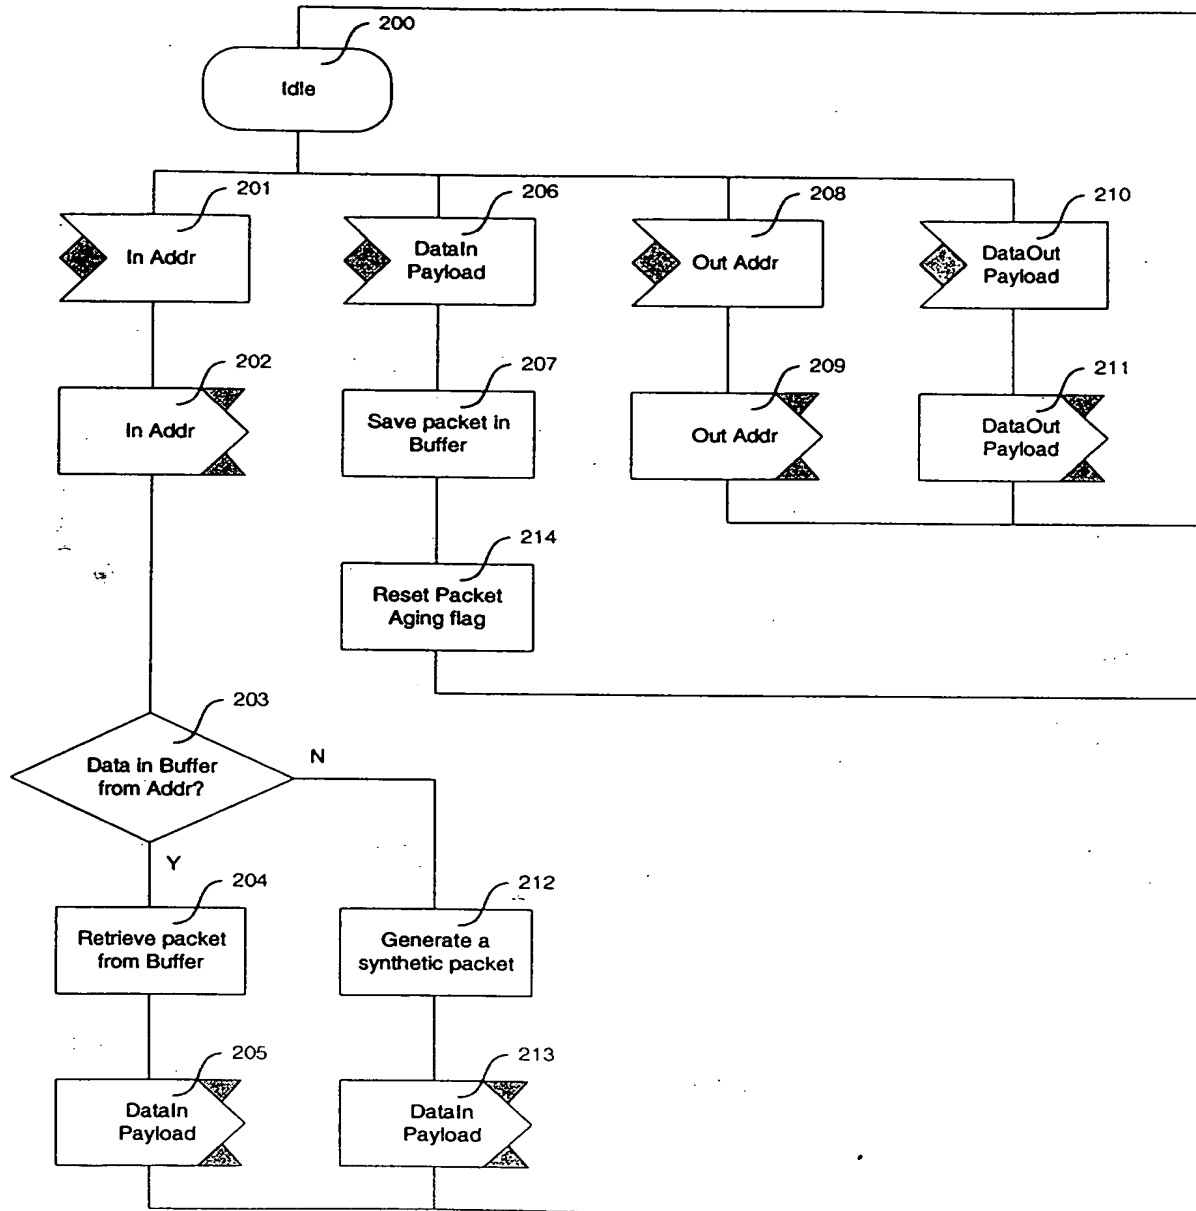 200
Idle
201
In Addr
206
DataIn
Payload
208
Out Addr
210
DataOut
Payload
202
In Addr
207
Save packet in
Buffer
209
Out Addr
211
DataOut
Payload
214
Reset Packet
Aging flag
203
Data in Buffer
from Addr?
N
Y
204
Retrieve packet
from Buffer
212
Generate a
synthetic packet
205
DataIn
Payload
213
DataIn
Payload